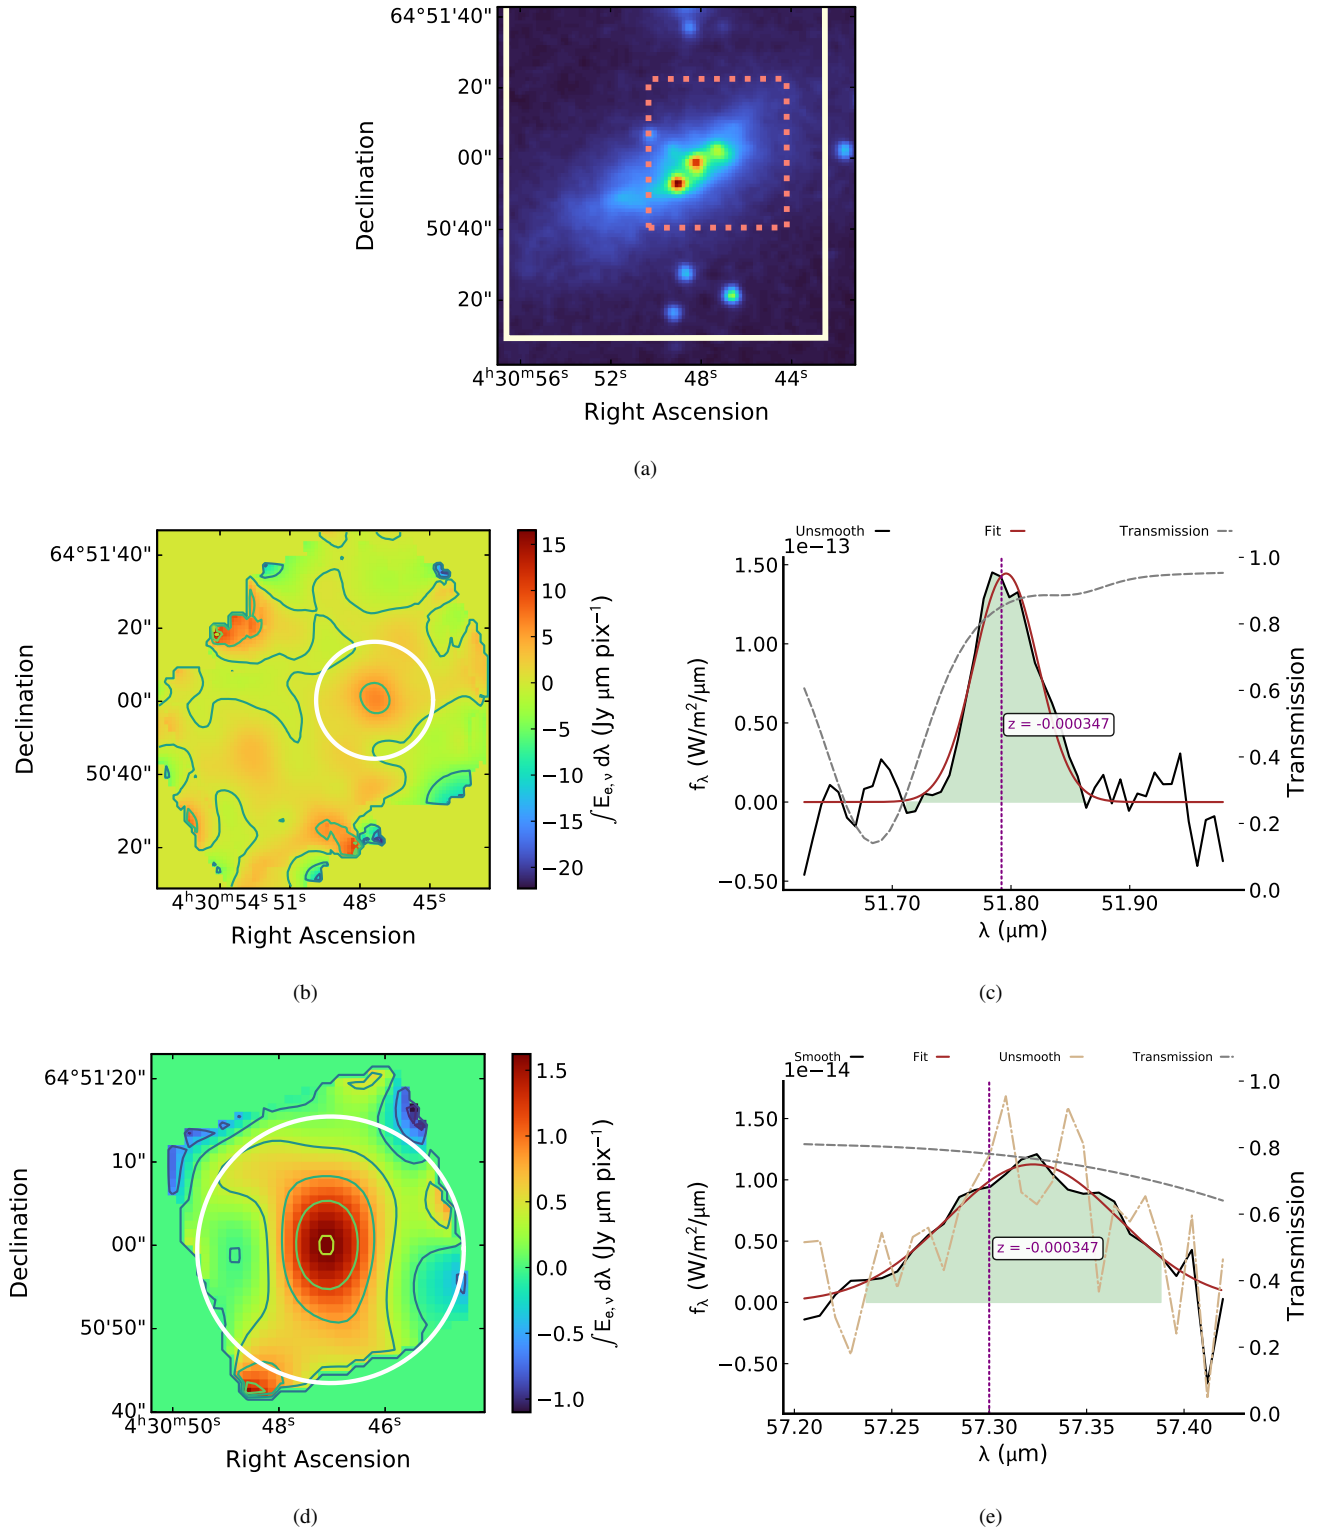 64°51'40"
20"
00"
50'40"
20"
Declination
4ʰ30ᵐ56ˢ 52ˢ 48ˢ 44ˢ
Right Ascension
(a)
64°51'40"
20"
00"
50'40"
20"
Declination
4ʰ30ᵐ54ˢ 51ˢ 48ˢ 45ˢ
Right Ascension
15
10
5
0
−5
−10
−15
−20
∫E_{e,ν} dλ (Jy μm pix⁻¹)
(b)
Unsmooth Fit Transmission
1e−13
1.50
1.00
0.50
0.00
−0.50
f_λ (W/m²/μm)
z = -0.000347
1.0
0.8
0.6
0.4
0.2
0.0
Transmission
51.70 51.80 51.90
λ (μm)
(c)
64°51'20"
10"
00"
50'50"
40"
Declination
4ʰ30ᵐ50ˢ 48ˢ 46ˢ
Right Ascension
1.5
1.0
0.5
0.0
−0.5
−1.0
∫E_{e,ν} dλ (Jy μm pix⁻¹)
(d)
Smooth Fit Unsmooth Transmission
1e−14
1.50
1.00
0.50
0.00
−0.50
f_λ (W/m²/μm)
z = -0.000347
1.0
0.8
0.6
0.4
0.2
0.0
Transmission
57.20 57.25 57.30 57.35 57.40
λ (μm)
(e)